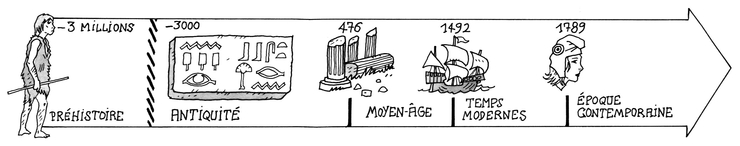 -3 MILLIONS
-3000
476
1492
1789
PRÉHISTOIRE
ANTIQUITÉ
MOYEN-ÂGE
TEMPS
MODERNES
ÉPOQUE
CONTEMPORAINE